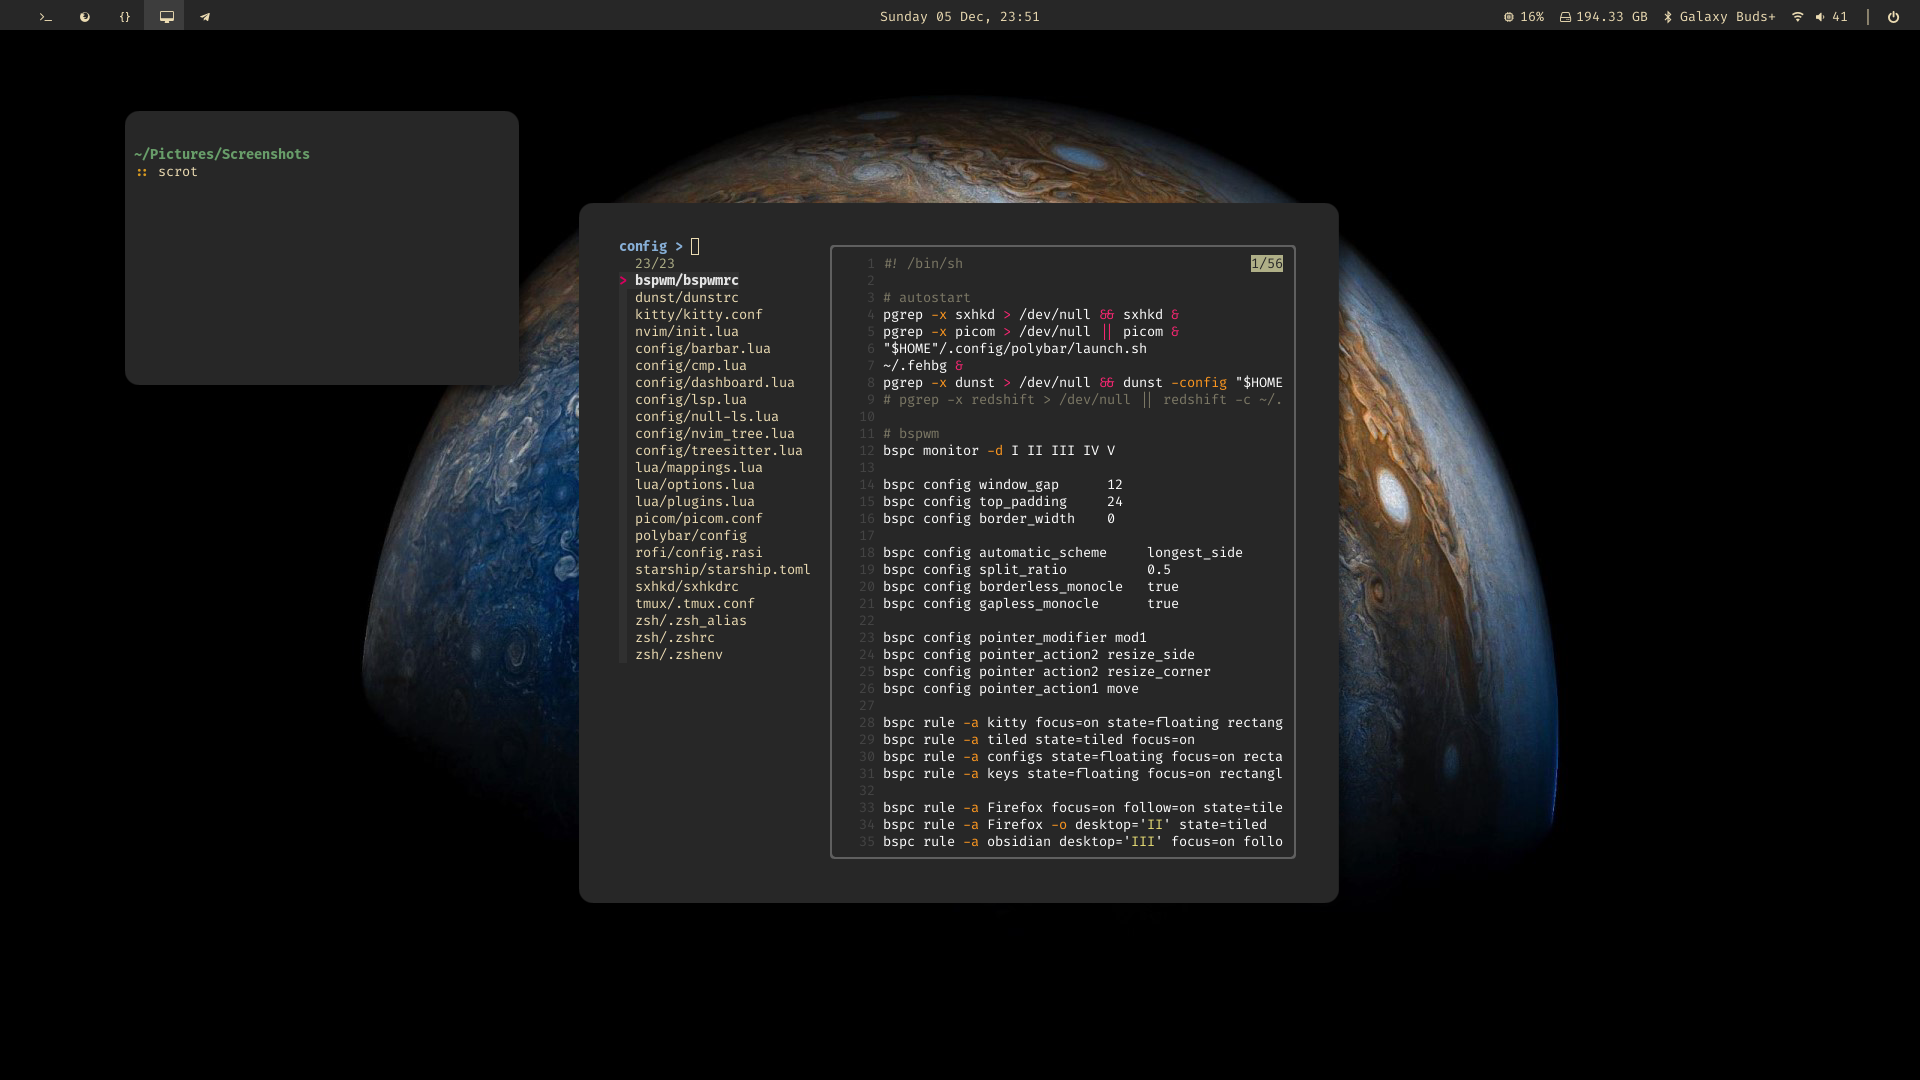 >_ {} Sunday 05 Dec, 23:51 16% 194.33 GB Galaxy Buds+ 41 |
~/Pictures/Screenshots
:: scrot
config >
23/23
> bspwm/bspwmrc
dunst/dunstrc
kitty/kitty.conf
nvim/init.lua
config/barbar.lua
config/cmp.lua
config/dashboard.lua
config/lsp.lua
config/null-ls.lua
config/nvim_tree.lua
config/treesitter.lua
lua/mappings.lua
lua/options.lua
lua/plugins.lua
picom/picom.conf
polybar/config
rofi/config.rasi
starship/starship.toml
sxhkd/sxhkdrc
tmux/.tmux.conf
zsh/.zsh_alias
zsh/.zshrc
zsh/.zshenv
1 #! /bin/sh 1/56
2
3 # autostart
4 pgrep -x sxhkd > /dev/null && sxhkd &
5 pgrep -x picom > /dev/null || picom &
6 "$HOME"/.config/polybar/launch.sh
7 ~/.fehbg &
8 pgrep -x dunst > /dev/null && dunst -config "$HOME
9 # pgrep -x redshift > /dev/null || redshift -c ~/.
10
11 # bspwm
12 bspc monitor -d I II III IV V
13
14 bspc config window_gap 12
15 bspc config top_padding 24
16 bspc config border_width 0
17
18 bspc config automatic_scheme longest_side
19 bspc config split_ratio 0.5
20 bspc config borderless_monocle true
21 bspc config gapless_monocle true
22
23 bspc config pointer_modifier mod1
24 bspc config pointer_action2 resize_side
25 bspc config pointer action2 resize_corner
26 bspc config pointer_action1 move
27
28 bspc rule -a kitty focus=on state=floating rectang
29 bspc rule -a tiled state=tiled focus=on
30 bspc rule -a configs state=floating focus=on recta
31 bspc rule -a keys state=floating focus=on rectangl
32
33 bspc rule -a Firefox focus=on follow=on state=tile
34 bspc rule -a Firefox -o desktop='II' state=tiled
35 bspc rule -a obsidian desktop='III' focus=on follo